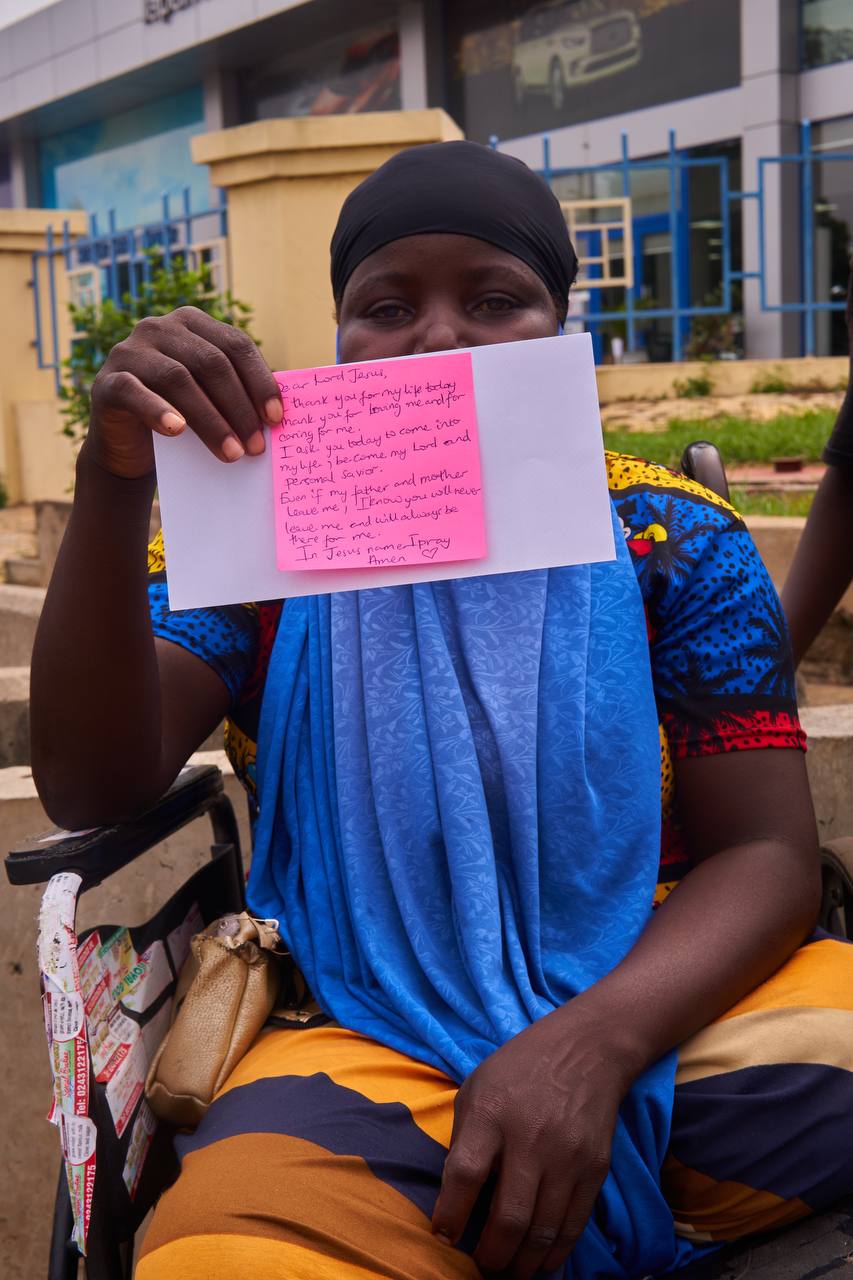 Dear Lord Jesus,
I thank you for my life today
Thank you for loving me and for
caring for me.
I ask you today to come into
my life ; become my Lord and
personal savior.
Even if my father and mother
leave me, I know you will never
leave me and will always be
there for me.
In Jesus name I pray
Amen ♡
Tel: 0243122175
0243122175